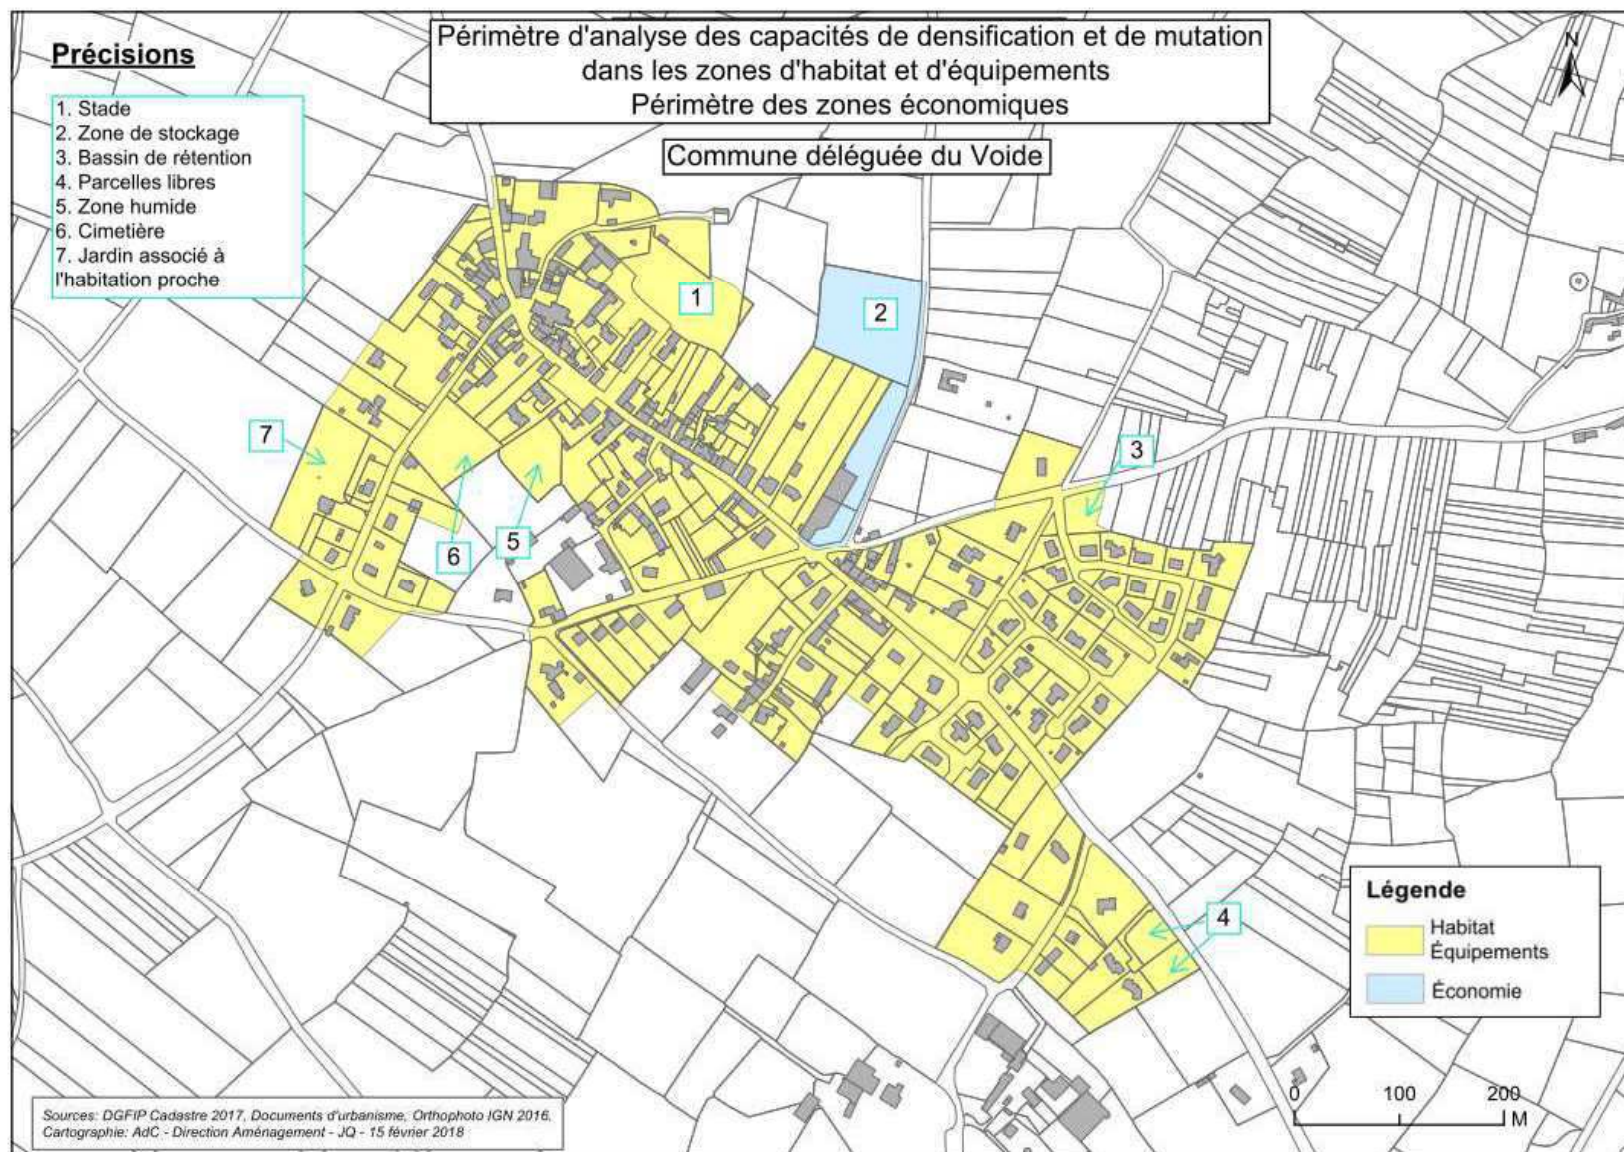 Périmètre d'analyse des capacités de densification et de mutation
dans les zones d'habitat et d'équipements
Périmètre des zones économiques
Commune déléguée du Voide
Précisions
1. Stade
2. Zone de stockage
3. Bassin de rétention
4. Parcelles libres
5. Zone humide
6. Cimetière
7. Jardin associé à
l'habitation proche
N
1
2
3
7
5
6
4
Légende
Habitat
Équipements
Économie
0 100 200
M
Sources: DGFIP Cadastre 2017, Documents d'urbanisme, Orthophoto IGN 2016.
Cartographie: AdC - Direction Aménagement - JQ - 15 février 2018